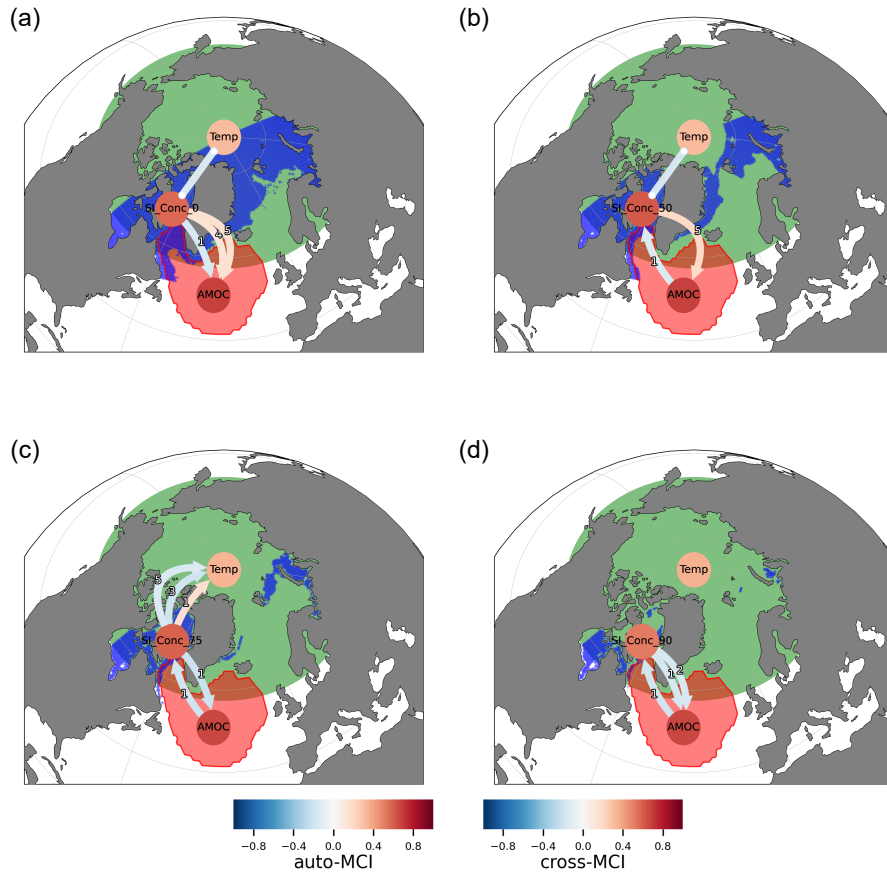 (a)
(b)
Temp
Temp
SI_Conc_0
SI_Conc_50
4
5
1
5
1
AMOC
AMOC
(c)
(d)
Temp
Temp
5
3
1
SI_Conc_75
SI_Conc_90
1
1
1
2
1
AMOC
AMOC
−0.8 −0.4 0.0 0.4 0.8
−0.8 −0.4 0.0 0.4 0.8
auto-MCI
cross-MCI